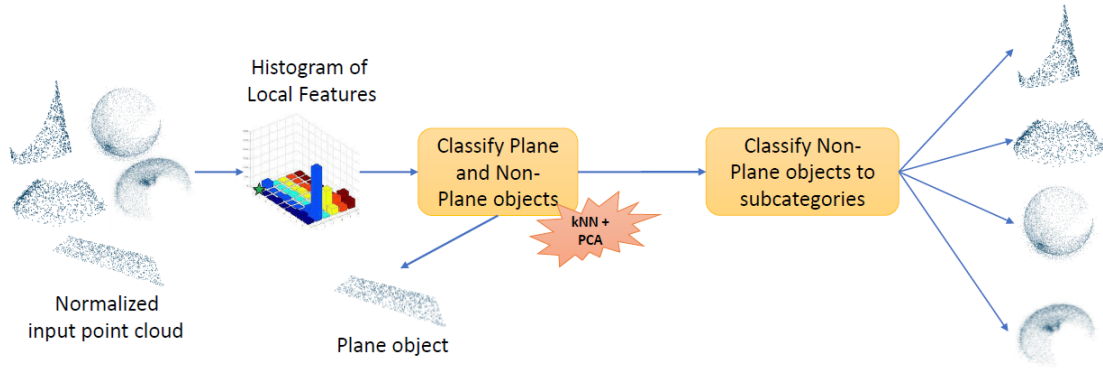 Histogram of
Local Features
Normalized
input point cloud
Classify Plane
and Non-
Plane objects
kNN +
PCA
Plane object
Classify Non-
Plane objects to
subcategories